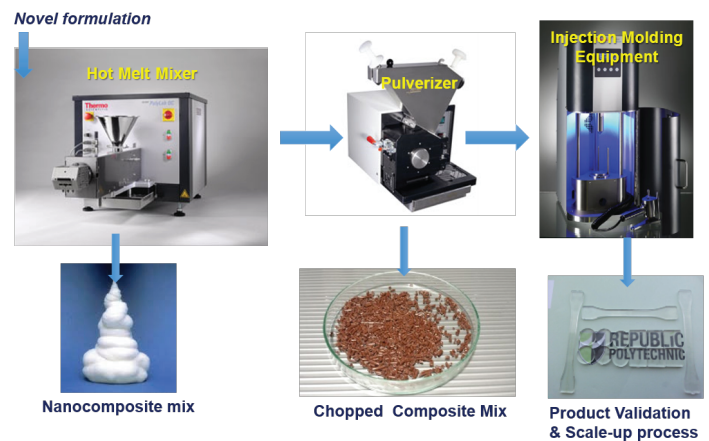 Novel formulation
Hot Melt Mixer
Thermo
SCIENTIFIC
Pulverizer
Injection Molding
Equipment
Nanocomposite mix
Chopped Composite Mix
REPUBLIC
POLYTECHNIC
Product Validation
& Scale-up process